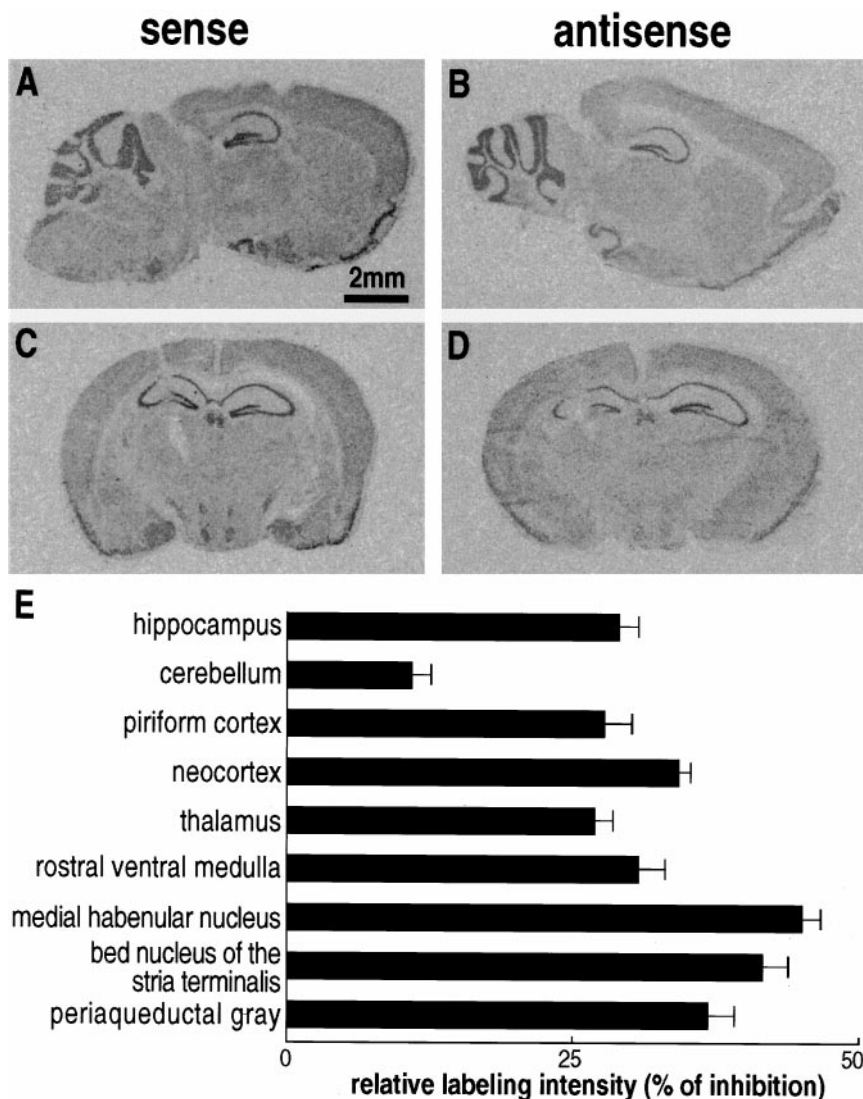 sense
antisense
A
B
2mm
C
D
E
hippocampus
cerebellum
piriform cortex
neocortex
thalamus
rostral ventral medulla
medial habenular nucleus
bed nucleus of the
stria terminalis
periaqueductal gray
0
25
50
relative labeling intensity (% of inhibition)